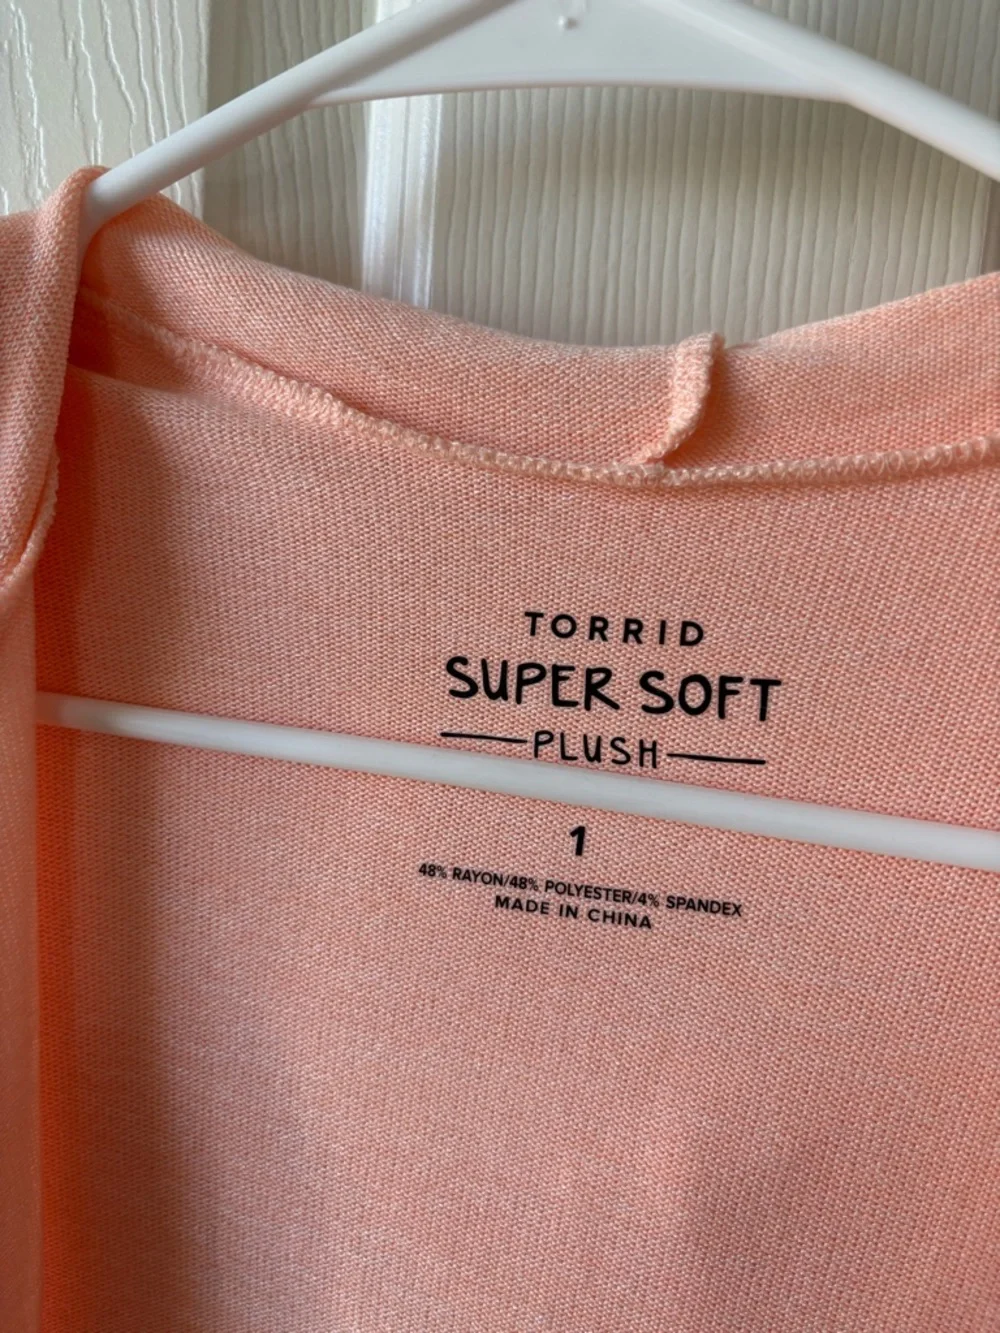 TORRID
SUPER SOFT
PLUSH
1
48% RAYON/48% POLYESTER/4% SPANDEX
MADE IN CHINA